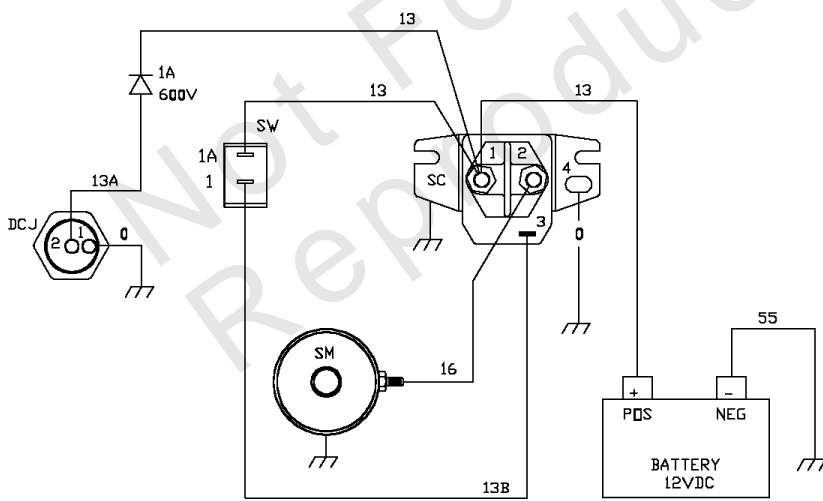 Not For
Reproduc
13
1A
600V
13
13
SW
1A
1
1
2
4
SC
13A
DCJ
2
1
0
3
0
SM
16
55
+
-
POS
NEG
BATTERY
12VDC
13B